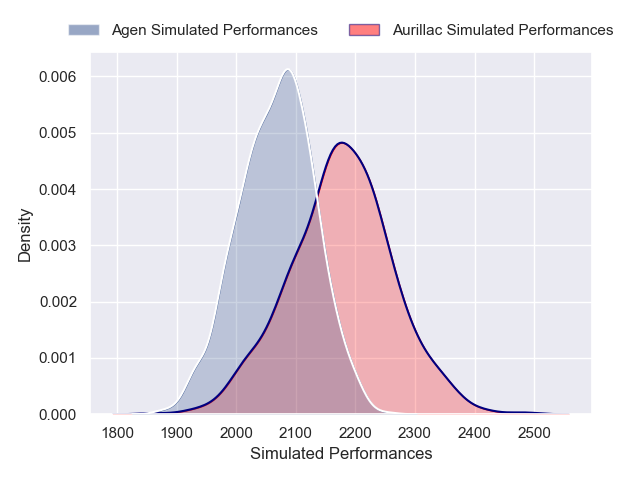 Agen Simulated Performances
Aurillac Simulated Performances
0.006
0.005
0.004
0.003
0.002
0.001
0.000
Density
1800 1900 2000 2100 2200 2300 2400 2500
Simulated Performances